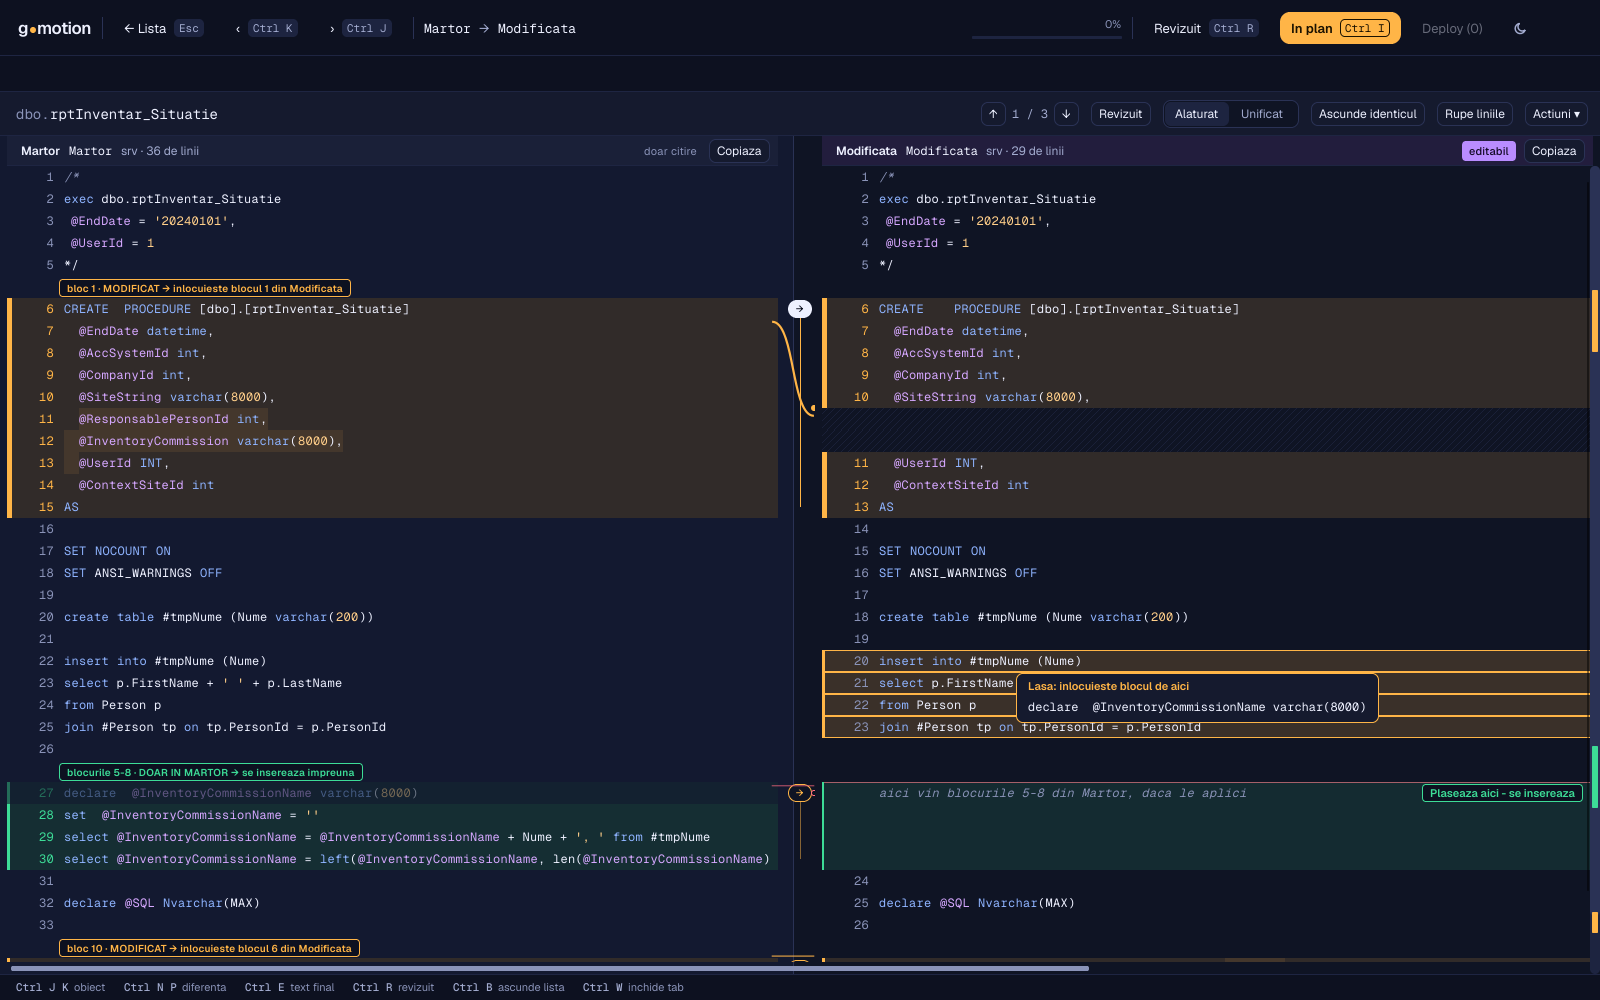 g•motion
← Lista Esc ‹ Ctrl K › Ctrl J Martor → Modificata 0% Revizuit Ctrl R In plan Ctrl I Deploy (0)
dbo.rptInventar_Situatie ↑ 1 / 3 ↓ Revizuit Alaturat Unificat Ascunde identicul Rupe liniile Actiuni ▾
Martor Martor srv · 36 de linii doar citire Copiaza
1 /*
2 exec dbo.rptInventar_Situatie
3 @EndDate = '20240101',
4 @UserId = 1
5 */
bloc 1 · MODIFICAT → inlocuieste blocul 1 din Modificata
6 CREATE  PROCEDURE [dbo].[rptInventar_Situatie]
7 @EndDate datetime,
8 @AccSystemId int,
9 @CompanyId int,
10 @SiteString varchar(8000),
11 @ResponsablePersonId int,
12 @InventoryCommission varchar(8000),
13 @UserId INT,
14 @ContextSiteId int
15 AS
16
17 SET NOCOUNT ON
18 SET ANSI_WARNINGS OFF
19
20 create table #tmpNume (Nume varchar(200))
21
22 insert into #tmpNume (Nume)
23 select p.FirstName + ' ' + p.LastName
24 from Person p
25 join #Person tp on tp.PersonId = p.PersonId
26
blocurile 5-8 · DOAR IN MARTOR → se insereaza impreuna
27 declare  @InventoryCommissionName varchar(8000)
28 set  @InventoryCommissionName = ''
29 select @InventoryCommissionName = @InventoryCommissionName + Nume + ', ' from #tmpNume
30 select @InventoryCommissionName = left(@InventoryCommissionName, len(@InventoryCommissionName)
31
32 declare @SQL Nvarchar(MAX)
33
bloc 10 · MODIFICAT → inlocuieste blocul 6 din Modificata
→
→
Modificata Modificata srv · 29 de linii editabil Copiaza
1 /*
2 exec dbo.rptInventar_Situatie
3 @EndDate = '20240101',
4 @UserId = 1
5 */
6 CREATE    PROCEDURE [dbo].[rptInventar_Situatie]
7 @EndDate datetime,
8 @AccSystemId int,
9 @CompanyId int,
10 @SiteString varchar(8000),
11 @UserId INT,
12 @ContextSiteId int
13 AS
14
15 SET NOCOUNT ON
16 SET ANSI_WARNINGS OFF
17
18 create table #tmpNume (Nume varchar(200))
19
20 insert into #tmpNume (Nume)
21 select p.FirstName
Lasa: inlocuieste blocul de aici
22 from Person p
declare  @InventoryCommissionName varchar(8000)
23 join #Person tp on tp.PersonId = p.PersonId
aici vin blocurile 5-8 din Martor, daca le aplici Plaseaza aici - se insereaza
24
25 declare @SQL Nvarchar(MAX)
26
Ctrl J K obiect Ctrl N P diferenta Ctrl E text final Ctrl R revizuit Ctrl B ascunde lista Ctrl W inchide tab